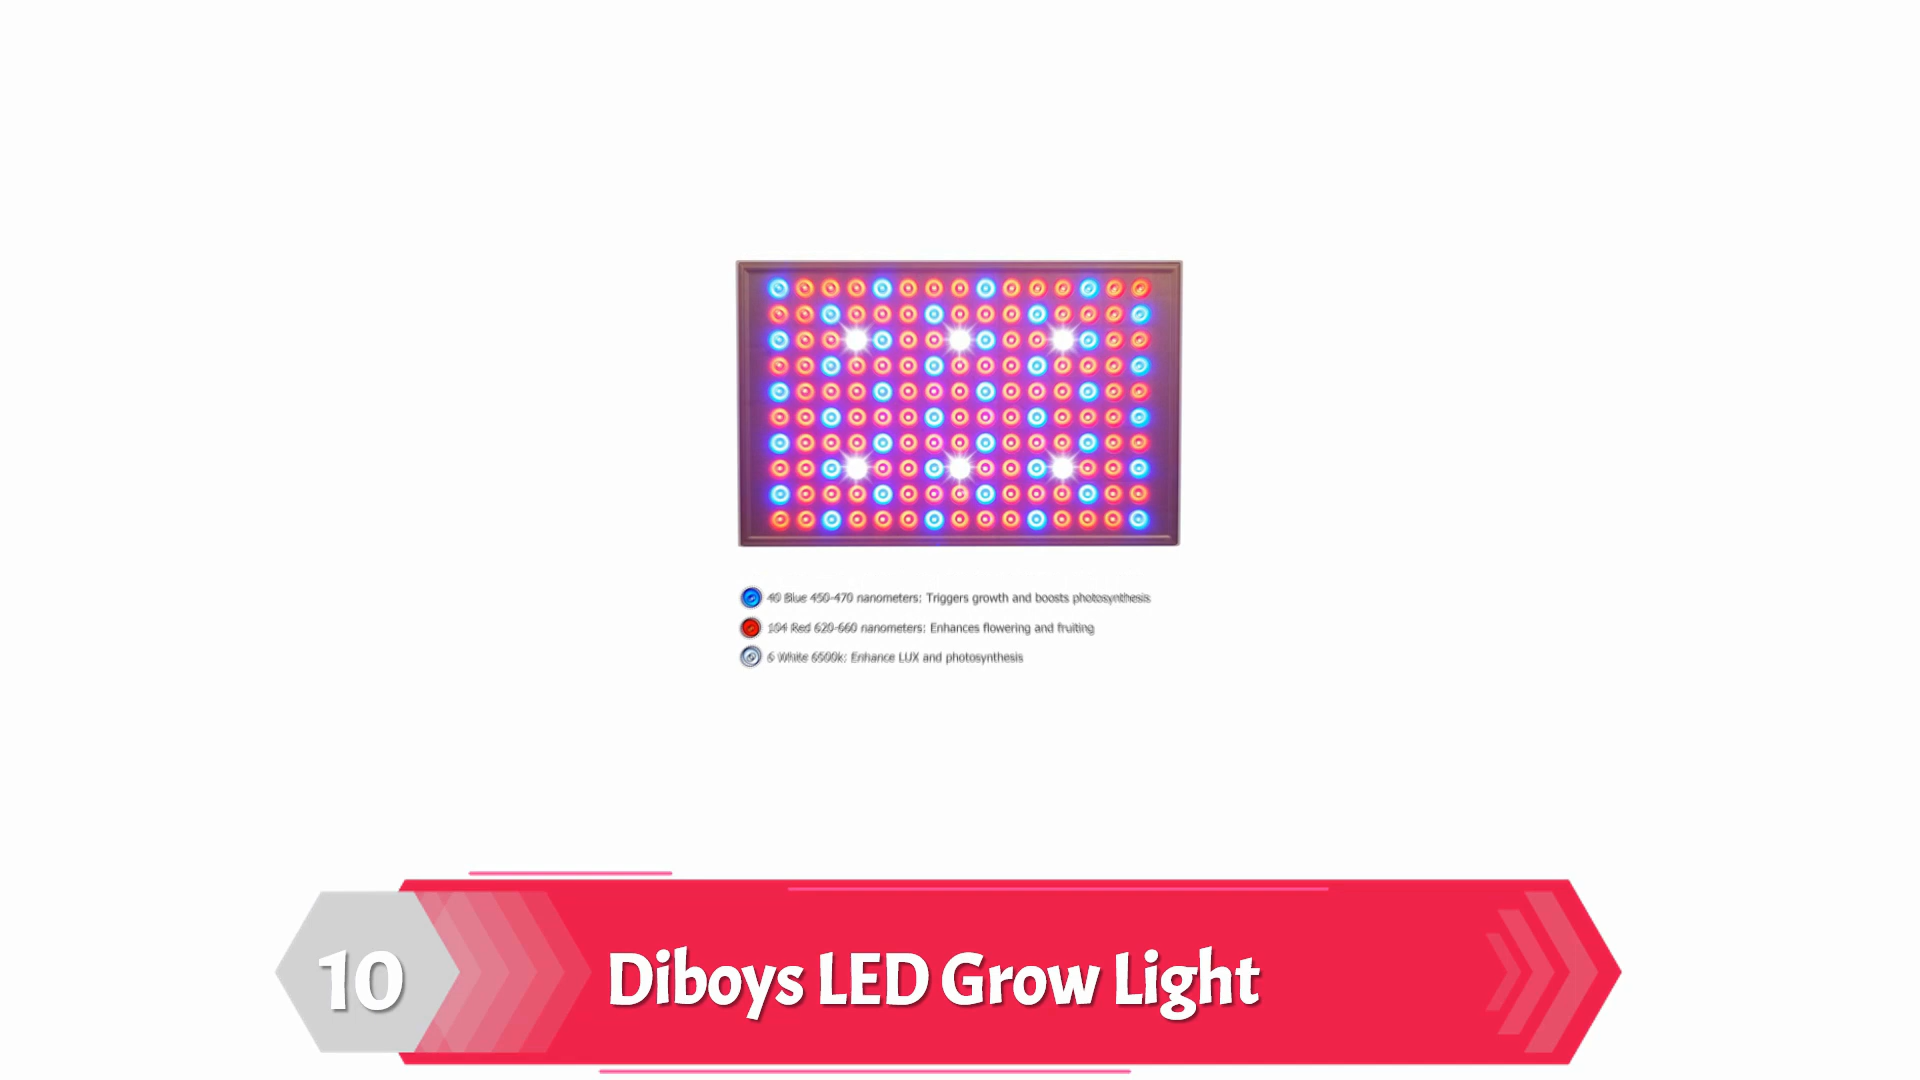 40 Blue 450-470 nanometers: Triggers growth and boosts photosynthesis
104 Red 620-660 nanometers: Enhances flowering and fruiting
6 White 6500k: Enhance LUX and photosynthesis
10
Diboys LED Grow Light